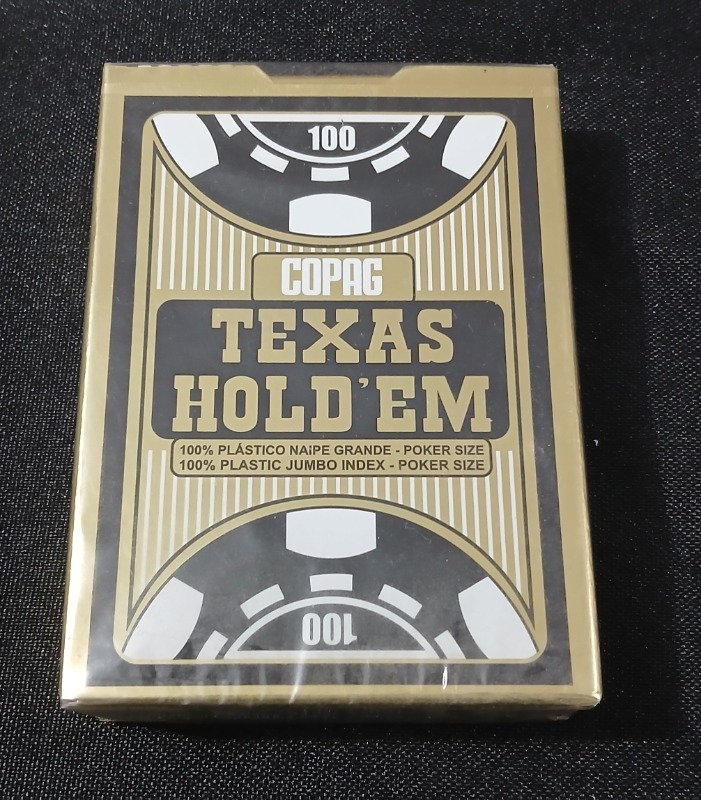 100
COPAG
TEXAS
HOLD'EM
100% PLÁSTICO NAiPE GRANDE - POKER SIZE
100% PLASTIC JUMBO INDEX - POKER SIZE
100